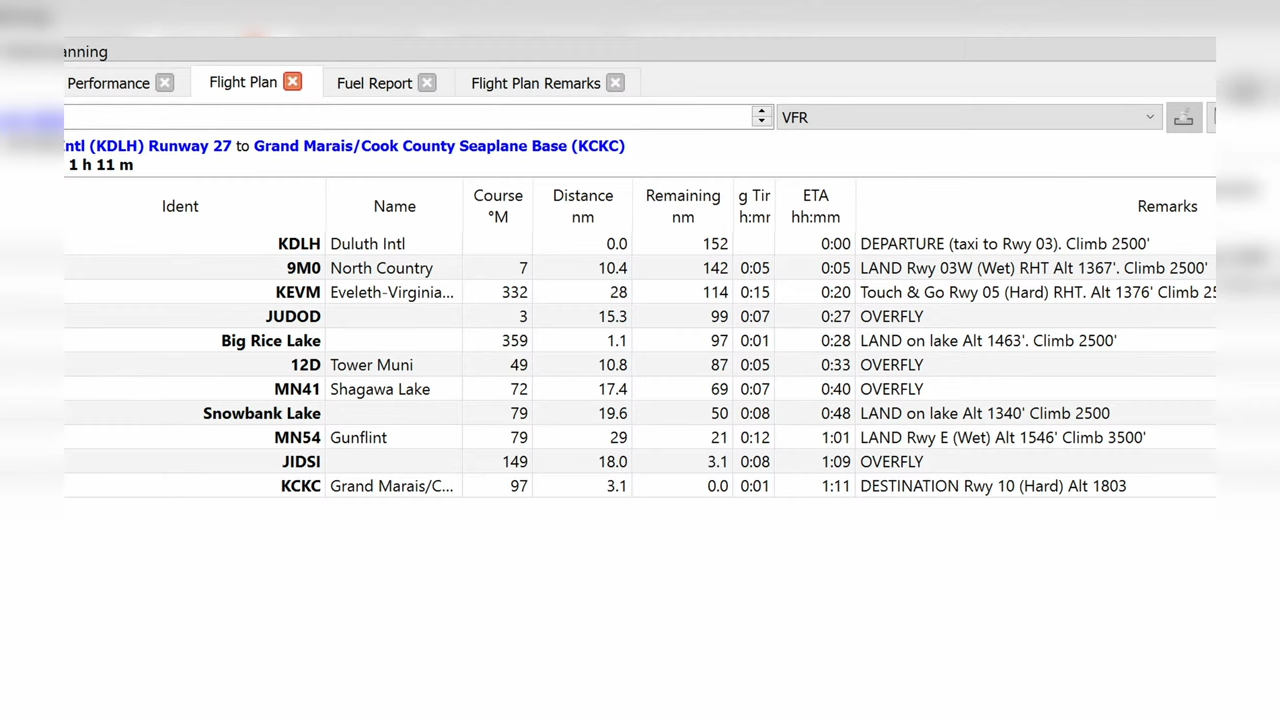 anning
Performance Flight Plan Fuel Report Flight Plan Remarks
VFR
ntl (KDLH) Runway 27 to Grand Marais/Cook County Seaplane Base (KCKC)
1 h 11 m
Ident Name Course °M Distance nm Remaining nm g Tir h:mr ETA hh:mm Remarks
KDLH Duluth Intl 0.0 152 0:00 DEPARTURE (taxi to Rwy 03). Climb 2500'
9M0 North Country 7 10.4 142 0:05 0:05 LAND Rwy 03W (Wet) RHT Alt 1367'. Climb 2500'
KEVM Eveleth-Virginia... 332 28 114 0:15 0:20 Touch & Go Rwy 05 (Hard) RHT. Alt 1376' Climb 25
JUDOD 3 15.3 99 0:07 0:27 OVERFLY
Big Rice Lake 359 1.1 97 0:01 0:28 LAND on lake Alt 1463'. Climb 2500'
12D Tower Muni 49 10.8 87 0:05 0:33 OVERFLY
MN41 Shagawa Lake 72 17.4 69 0:07 0:40 OVERFLY
Snowbank Lake 79 19.6 50 0:08 0:48 LAND on lake Alt 1340' Climb 2500
MN54 Gunflint 79 29 21 0:12 1:01 LAND Rwy E (Wet) Alt 1546' Climb 3500'
JIDSI 149 18.0 3.1 0:08 1:09 OVERFLY
KCKC Grand Marais/C... 97 3.1 0.0 0:01 1:11 DESTINATION Rwy 10 (Hard) Alt 1803